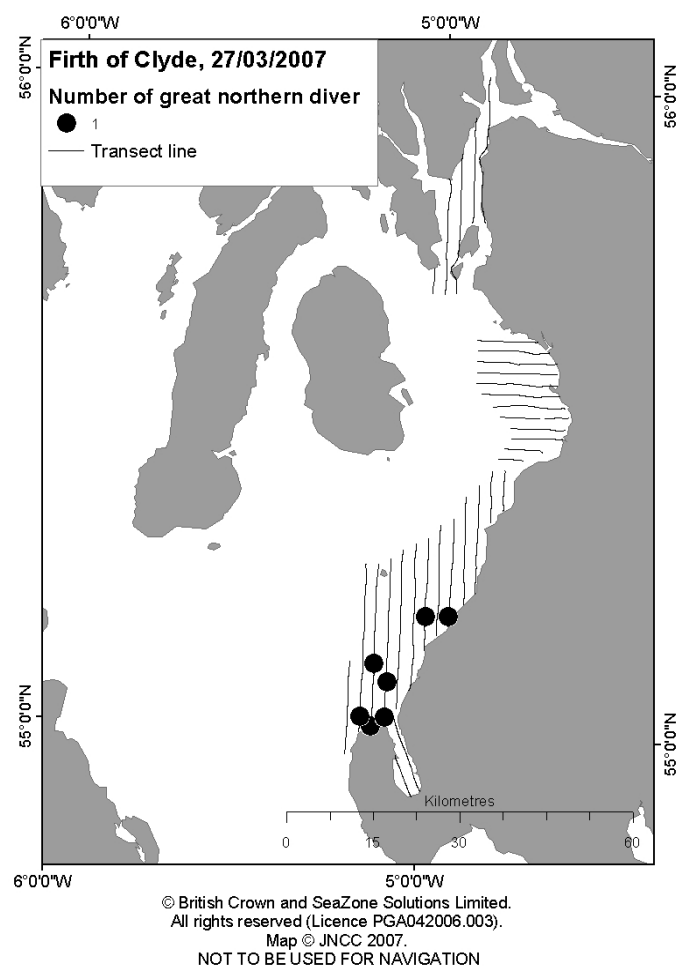 6°0'0"W 5°0'0"W
Firth of Clyde, 27/03/2007
Number of great northern diver
1
Transect line
56°0'0"N
56°0'0"N
55°0'0"N
55°0'0"N
Kilometres
0 15 30 60
6°0'0"W 5°0'0"W
© British Crown and SeaZone Solutions Limited.
All rights reserved (Licence PGA042006.003).
Map © JNCC 2007.
NOT TO BE USED FOR NAVIGATION